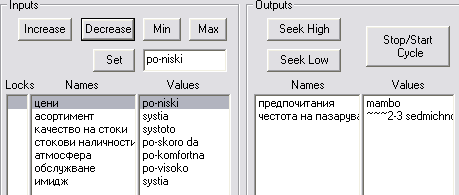 Inputs
Outputs
Increase Decrease Min Max
Seek High
Stop/Start Cycle
Set po-niski
Seek Low
Locks Names Values
Names Values
цени po-niski
асортимент systia
качество на стоки systoto
стокови наличности po-skoro da
атмосфера po-komfortna
обслужване po-visoko
имидж systia
предпочитания mambo
честота на пазарува ~~~2-3 sedmichno